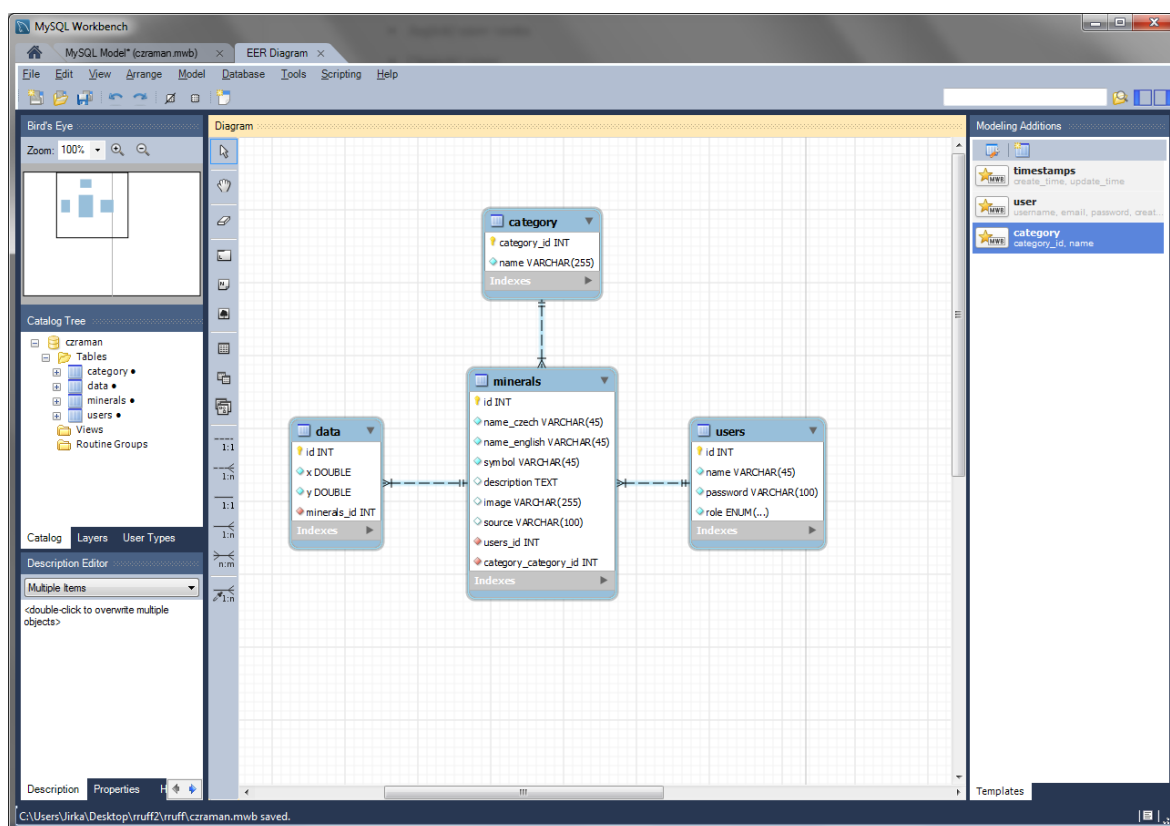 MySQL Workbench
MySQL Model* (czraman.mwb) ×
EER Diagram ×
File Edit View Arrange Model Database Tools Scripting Help
Bird's Eye
Zoom: 100%
Catalog Tree
czraman
Tables
category •
data •
minerals •
users •
Views
Routine Groups
Catalog Layers User Types
Description Editor
Multiple Items
<double-click to overwrite multiple
objects>
Description Properties H
Diagram
1:1
1:n
1:1
1:n
n:m
1:n
category
category_id INT
name VARCHAR(255)
Indexes
minerals
id INT
name_czech VARCHAR(45)
name_english VARCHAR(45)
symbol VARCHAR(45)
description TEXT
image VARCHAR(255)
source VARCHAR(100)
users_id INT
category_category_id INT
Indexes
data
id INT
x DOUBLE
y DOUBLE
minerals_id INT
Indexes
users
id INT
name VARCHAR(45)
password VARCHAR(100)
role ENUM(...)
Indexes
Modeling Additions
MWB
timestamps
create_time, update_time
MWB
user
username, email, password, creat...
MWB
category
category_id, name
Templates
C:\Users\Jirka\Desktop\rruff2\rruff\czraman.mwb saved.